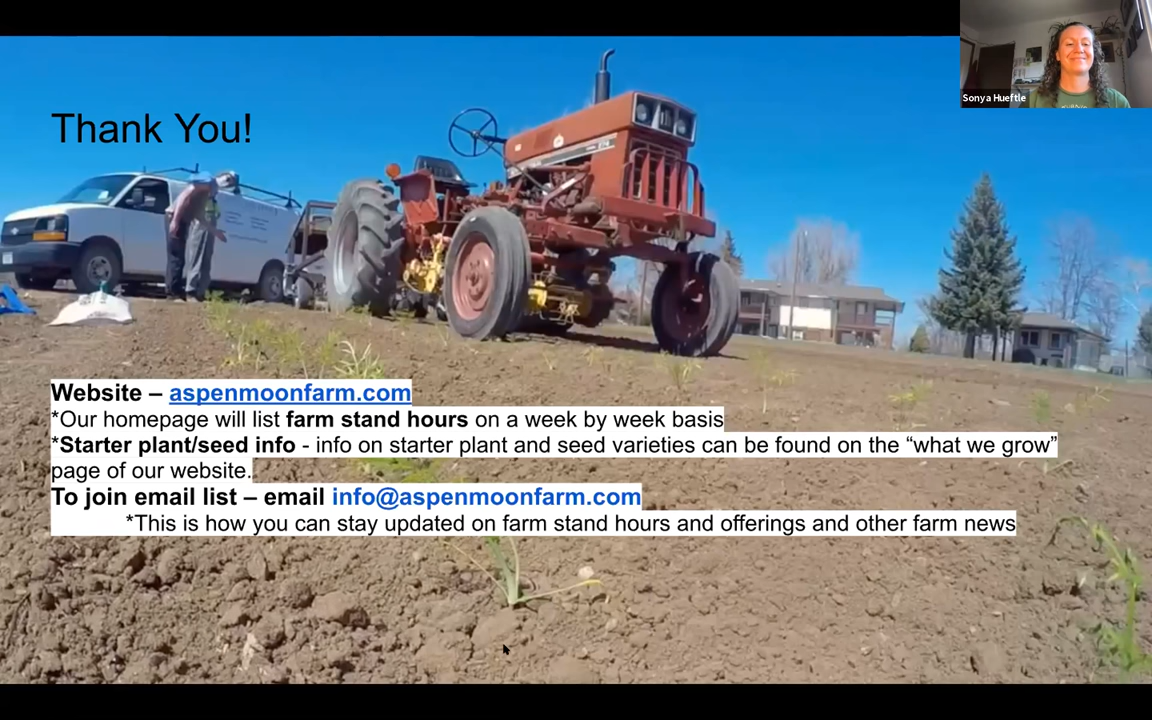 Sonya Hueftle
Thank You!
Website – aspenmoonfarm.com
*Our homepage will list farm stand hours on a week by week basis
*Starter plant/seed info - info on starter plant and seed varieties can be found on the “what we grow”
page of our website.
To join email list – email info@aspenmoonfarm.com
*This is how you can stay updated on farm stand hours and offerings and other farm news